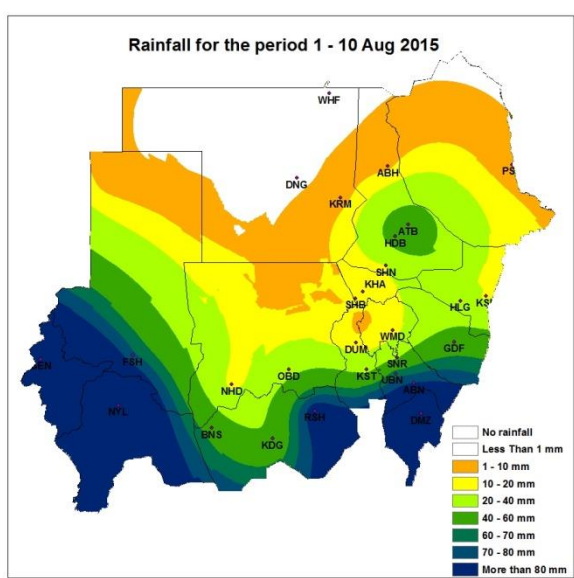 Rainfall for the period 1 - 10 Aug 2015
WHF
ABH
PS
DNG
KRM
ATB
HDB
SHN
KHA
SHB
HLG
WMD
DUM
GDF
SNR
FSH
KST
UBN
OBD
NHD
ABN
NYL
RSH
DMZ
BNS
KDG
No rainfall
Less Than 1 mm
1 - 10 mm
10 - 20 mm
20 - 40 mm
40 - 60 mm
60 - 70 mm
70 - 80 mm
More than 80 mm